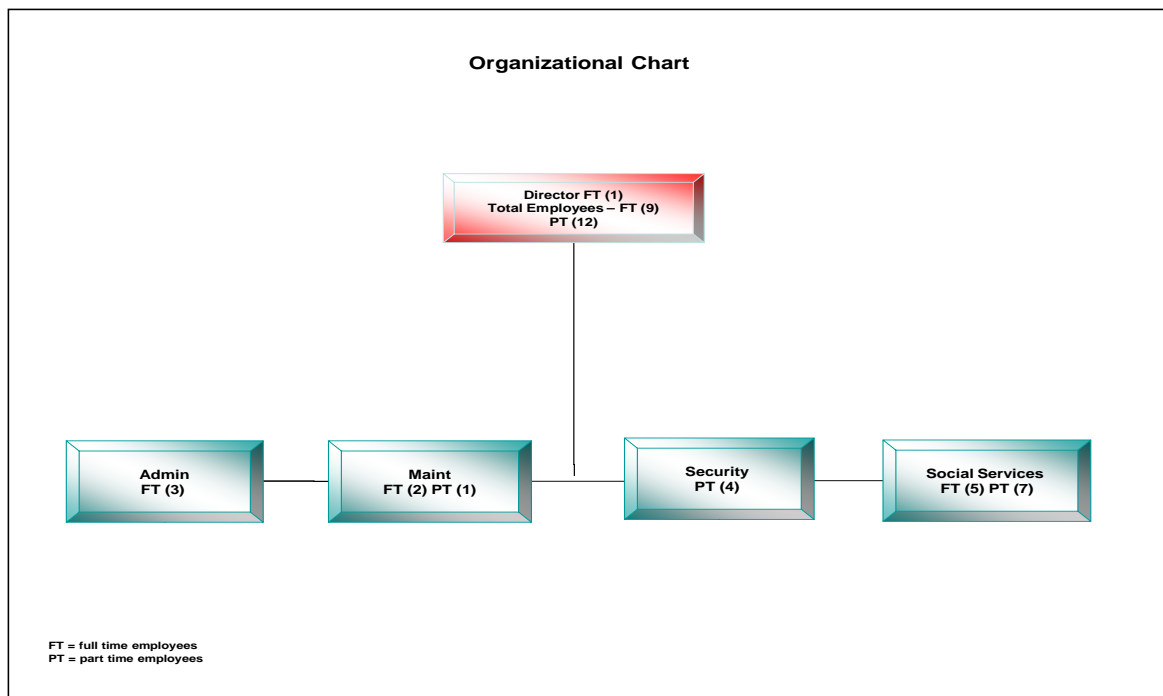 Organizational Chart
Director FT (1)
Total Employees – FT (9)
PT (12)
Admin
FT (3)
Maint
FT (2) PT (1)
Security
PT (4)
Social Services
FT (5) PT (7)
FT = full time employees
PT = part time employees